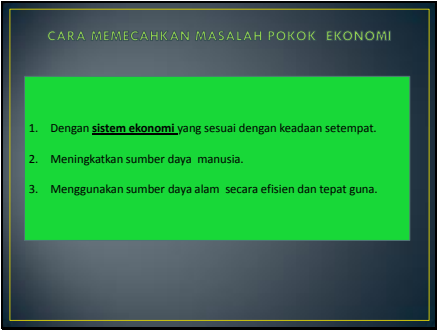 CARA MEMECAHKAN MASALAH POKOK EKONOMI
1. Dengan sistem ekonomi yang sesuai dengan keadaan setempat.
2. Meningkatkan sumber daya manusia.
3. Menggunakan sumber daya alam secara efisien dan tepat guna.